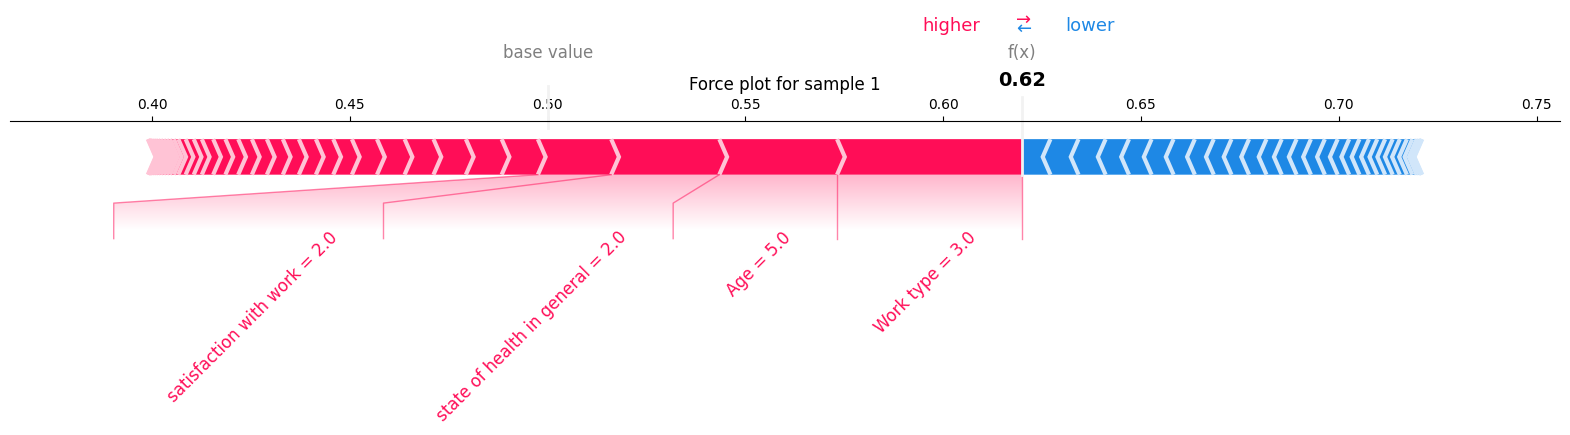 higher ⇄ lower
base value f(x)
Force plot for sample 1 0.62
0.40 0.45 0.50 0.55 0.60 0.65 0.70 0.75
satisfaction with work = 2.0
state of health in general = 2.0
Age = 5.0
Work type = 3.0